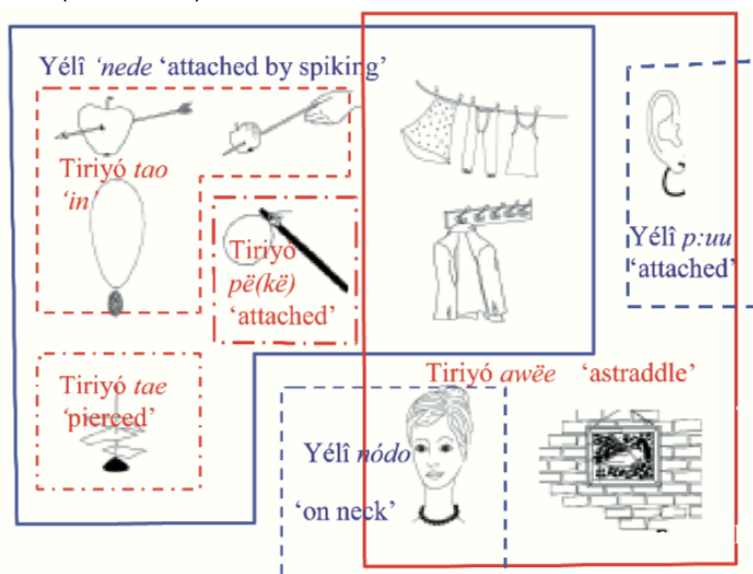 Yélî 'nede 'attached by spiking'
Tiriyó tao
'in'
Tiriyó
pë(kë)
'attached'
Yélî p:uu
'attached'
Tiriyó tae
'pierced'
Tiriyó awëe 'astraddle'
Yélî nódo
'on neck'